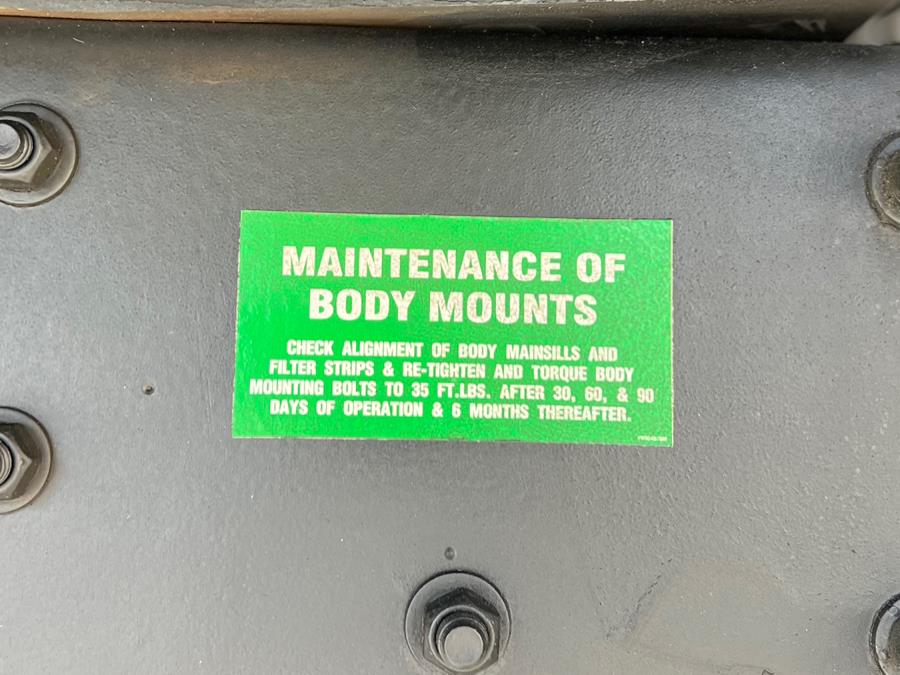 MAINTENANCE OF
BODY MOUNTS
CHECK ALIGNMENT OF BODY MAINSILLS AND
FILTER STRIPS & RE-TIGHTEN AND TORQUE BODY
MOUNTING BOLTS TO 35 FT.LBS. AFTER 30, 60, & 90
DAYS OF OPERATION & 6 MONTHS THEREAFTER.